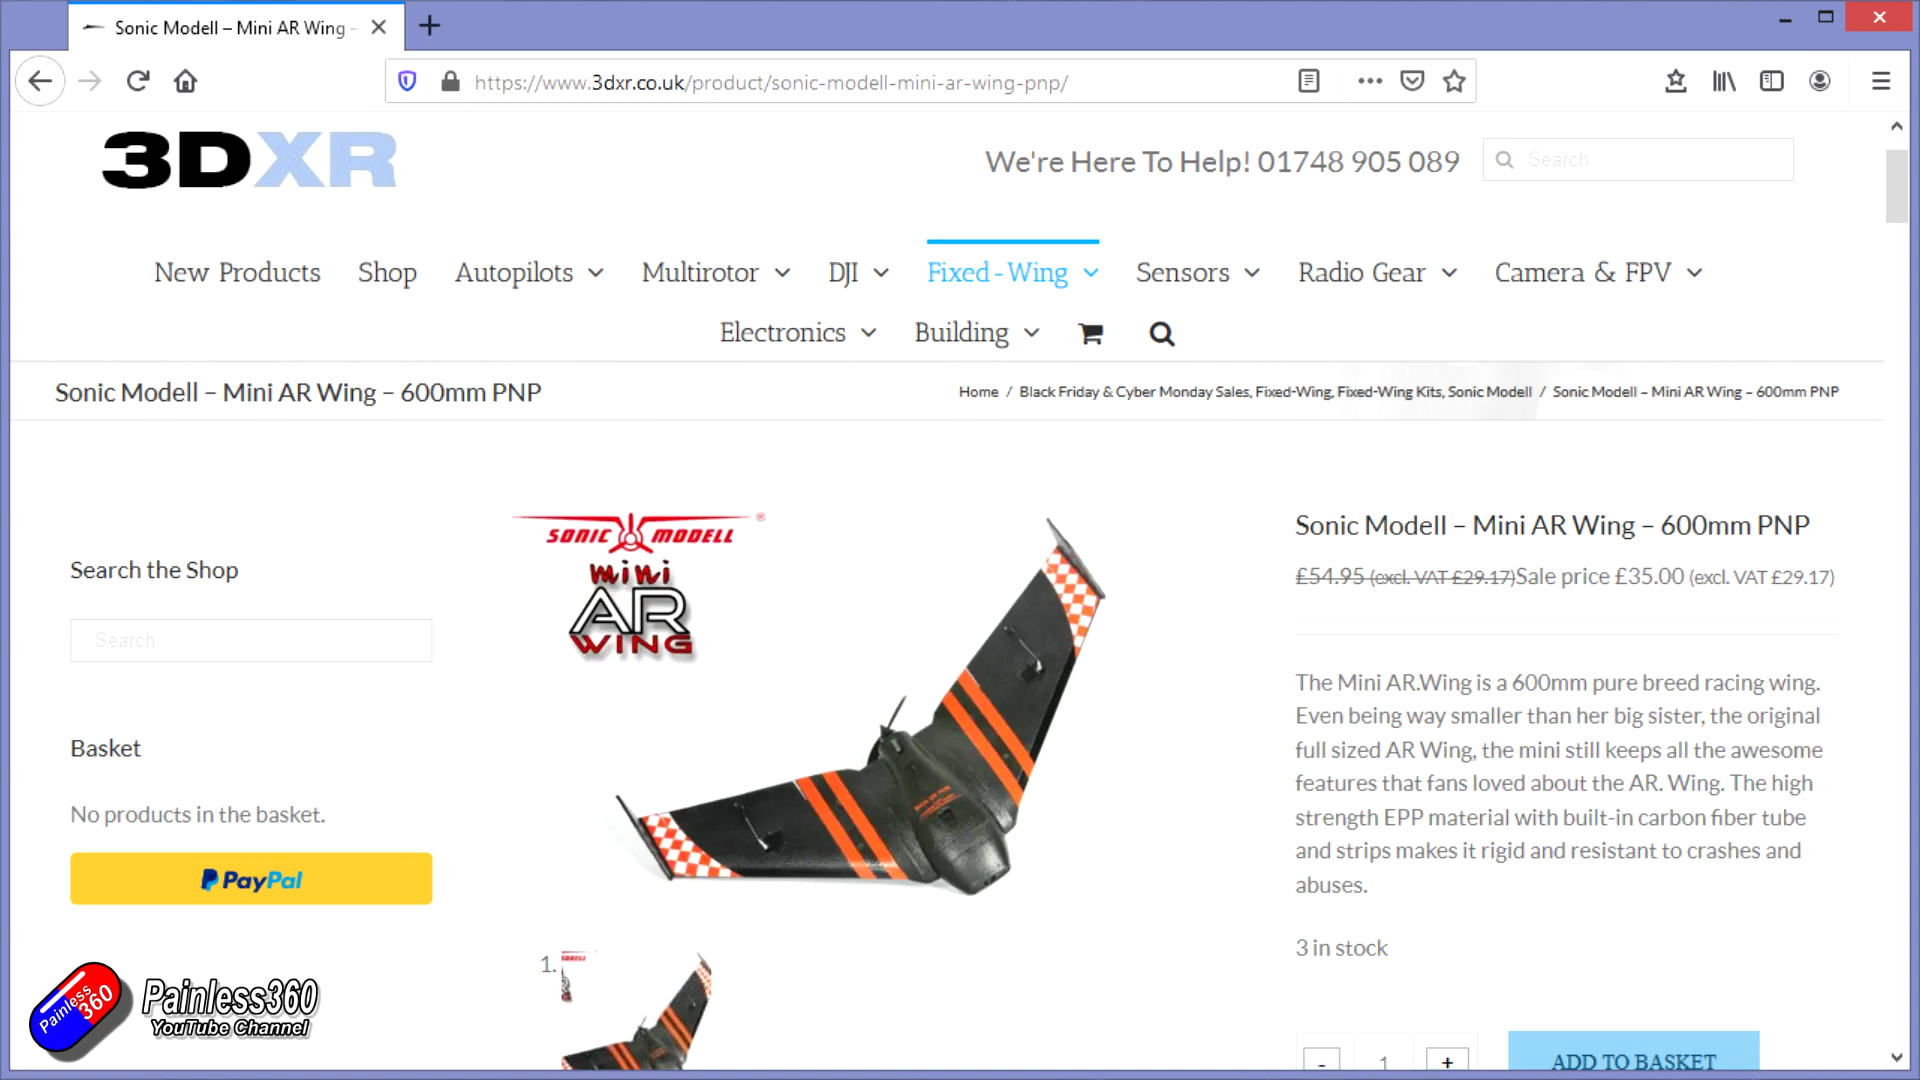 Sonic Modell – Mini AR Wing –
https://www.3dxr.co.uk/product/sonic-modell-mini-ar-wing-pnp/
3DXR
We're Here To Help! 01748 905 089
Search
New Products
Shop
Autopilots
Multirotor
DJI
Fixed-Wing
Sensors
Radio Gear
Camera & FPV
Electronics
Building
Sonic Modell – Mini AR Wing – 600mm PNP
Home / Black Friday & Cyber Monday Sales, Fixed-Wing, Fixed-Wing Kits, Sonic Modell / Sonic Modell – Mini AR Wing – 600mm PNP
Search the Shop
Search
Basket
No products in the basket.
PayPal
SONIC MODELL ®
mini
AR
WING
1.
Sonic Modell – Mini AR Wing – 600mm PNP
£54.95 (excl. VAT £29.17)Sale price £35.00 (excl. VAT £29.17)
The Mini AR.Wing is a 600mm pure breed racing wing.
Even being way smaller than her big sister, the original
full sized AR Wing, the mini still keeps all the awesome
features that fans loved about the AR. Wing. The high
strength EPP material with built-in carbon fiber tube
and strips makes it rigid and resistant to crashes and
abuses.
3 in stock
- 1 +
ADD TO BASKET
Painless
360
Painless360
YouTube Channel